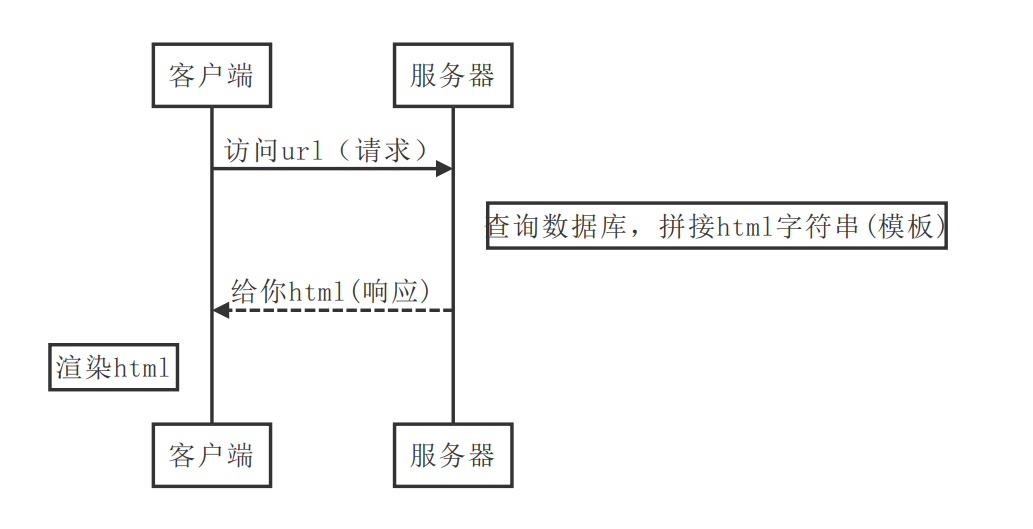 客户端
服务器
访问url（请求）
查询数据库，拼接html字符串(模板)
给你html(响应)
渲染html
客户端
服务器